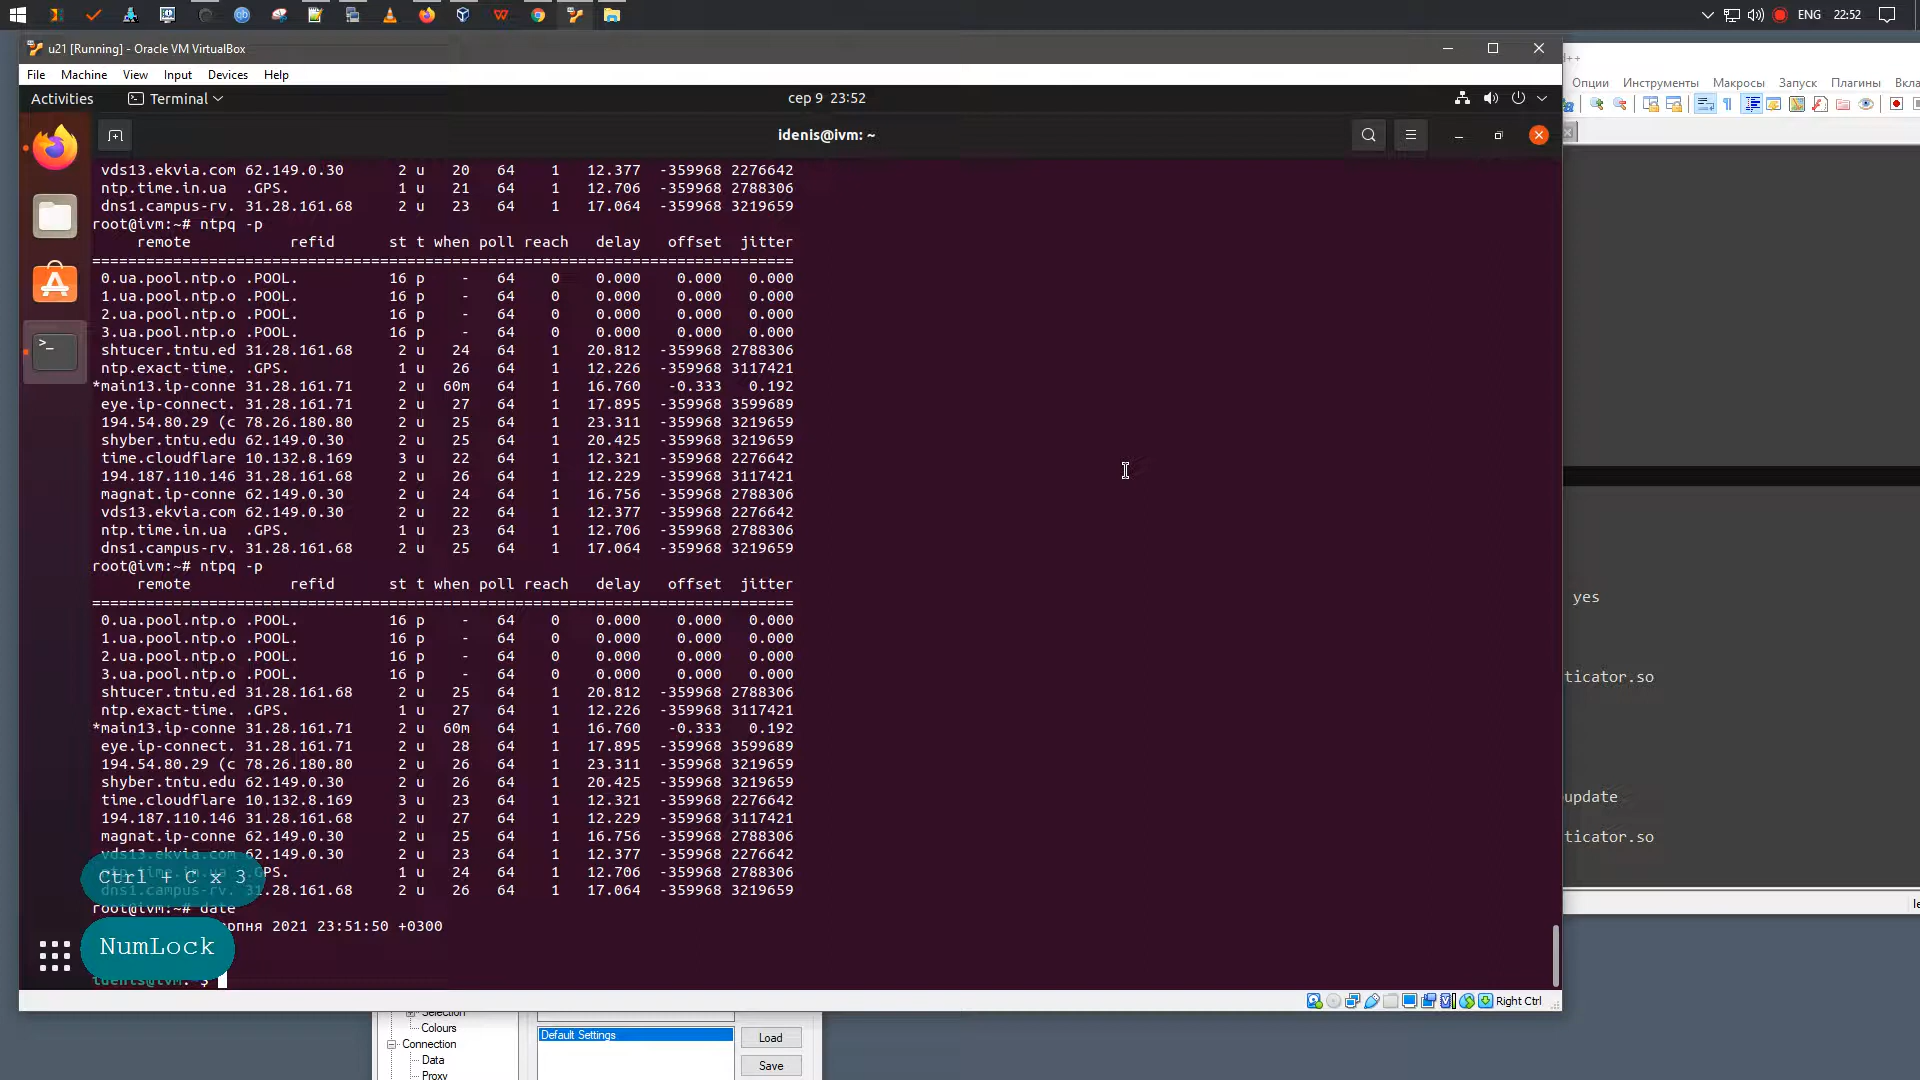 ENG 22:52
u21 [Running] - Oracle VM VirtualBox
File Machine View Input Devices Help
Опции Инструменты Макросы Запуск Плагины Вкла
Activities Terminal сер 9 23:52
idenis@ivm: ~
vds13.ekvia.com 62.149.0.30 2 u 20 64 1 12.377 -359968 2276642
ntp.time.in.ua .GPS. 1 u 21 64 1 12.706 -359968 2788306
dns1.campus-rv. 31.28.161.68 2 u 23 64 1 17.064 -359968 3219659
root@ivm:~# ntpq -p
remote refid st t when poll reach delay offset jitter
==============================================================================
0.ua.pool.ntp.o .POOL. 16 p - 64 0 0.000 0.000 0.000
1.ua.pool.ntp.o .POOL. 16 p - 64 0 0.000 0.000 0.000
2.ua.pool.ntp.o .POOL. 16 p - 64 0 0.000 0.000 0.000
3.ua.pool.ntp.o .POOL. 16 p - 64 0 0.000 0.000 0.000
shtucer.tntu.ed 31.28.161.68 2 u 24 64 1 20.812 -359968 2788306
ntp.exact-time. .GPS. 1 u 26 64 1 12.226 -359968 3117421
*main13.ip-conne 31.28.161.71 2 u 60m 64 1 16.760 -0.333 0.192
eye.ip-connect. 31.28.161.71 2 u 27 64 1 17.895 -359968 3599689
194.54.80.29 (c 78.26.180.80 2 u 25 64 1 23.311 -359968 3219659
shyber.tntu.edu 62.149.0.30 2 u 25 64 1 20.425 -359968 3219659
time.cloudflare 10.132.8.169 3 u 22 64 1 12.321 -359968 2276642
194.187.110.146 31.28.161.68 2 u 26 64 1 12.229 -359968 3117421
magnat.ip-conne 62.149.0.30 2 u 24 64 1 16.756 -359968 2788306
vds13.ekvia.com 62.149.0.30 2 u 22 64 1 12.377 -359968 2276642
ntp.time.in.ua .GPS. 1 u 23 64 1 12.706 -359968 2788306
dns1.campus-rv. 31.28.161.68 2 u 25 64 1 17.064 -359968 3219659
root@ivm:~# ntpq -p
remote refid st t when poll reach delay offset jitter
==============================================================================
0.ua.pool.ntp.o .POOL. 16 p - 64 0 0.000 0.000 0.000
1.ua.pool.ntp.o .POOL. 16 p - 64 0 0.000 0.000 0.000
2.ua.pool.ntp.o .POOL. 16 p - 64 0 0.000 0.000 0.000
3.ua.pool.ntp.o .POOL. 16 p - 64 0 0.000 0.000 0.000
shtucer.tntu.ed 31.28.161.68 2 u 25 64 1 20.812 -359968 2788306
ntp.exact-time. .GPS. 1 u 27 64 1 12.226 -359968 3117421
*main13.ip-conne 31.28.161.71 2 u 60m 64 1 16.760 -0.333 0.192
eye.ip-connect. 31.28.161.71 2 u 28 64 1 17.895 -359968 3599689
194.54.80.29 (c 78.26.180.80 2 u 26 64 1 23.311 -359968 3219659
shyber.tntu.edu 62.149.0.30 2 u 26 64 1 20.425 -359968 3219659
time.cloudflare 10.132.8.169 3 u 23 64 1 12.321 -359968 2276642
194.187.110.146 31.28.161.68 2 u 27 64 1 12.229 -359968 3117421
magnat.ip-conne 62.149.0.30 2 u 25 64 1 16.756 -359968 2788306
vds13.ekvia.com 62.149.0.30 2 u 23 64 1 12.377 -359968 2276642
ntp.time.in.ua .GPS. 1 u 24 64 1 12.706 -359968 2788306
dns1.campus-rv. 31.28.161.68 2 u 26 64 1 17.064 -359968 3219659
Ctrl + C x 3
root@ivm:~# date
рпня 2021 23:51:50 +0300
NumLock
idenis@ivm:~$
yes
ticator.so
update
ticator.so
le
Right Ctrl
Selection
Colours
Connection
Data
Proxy
Default Settings
Load
Save